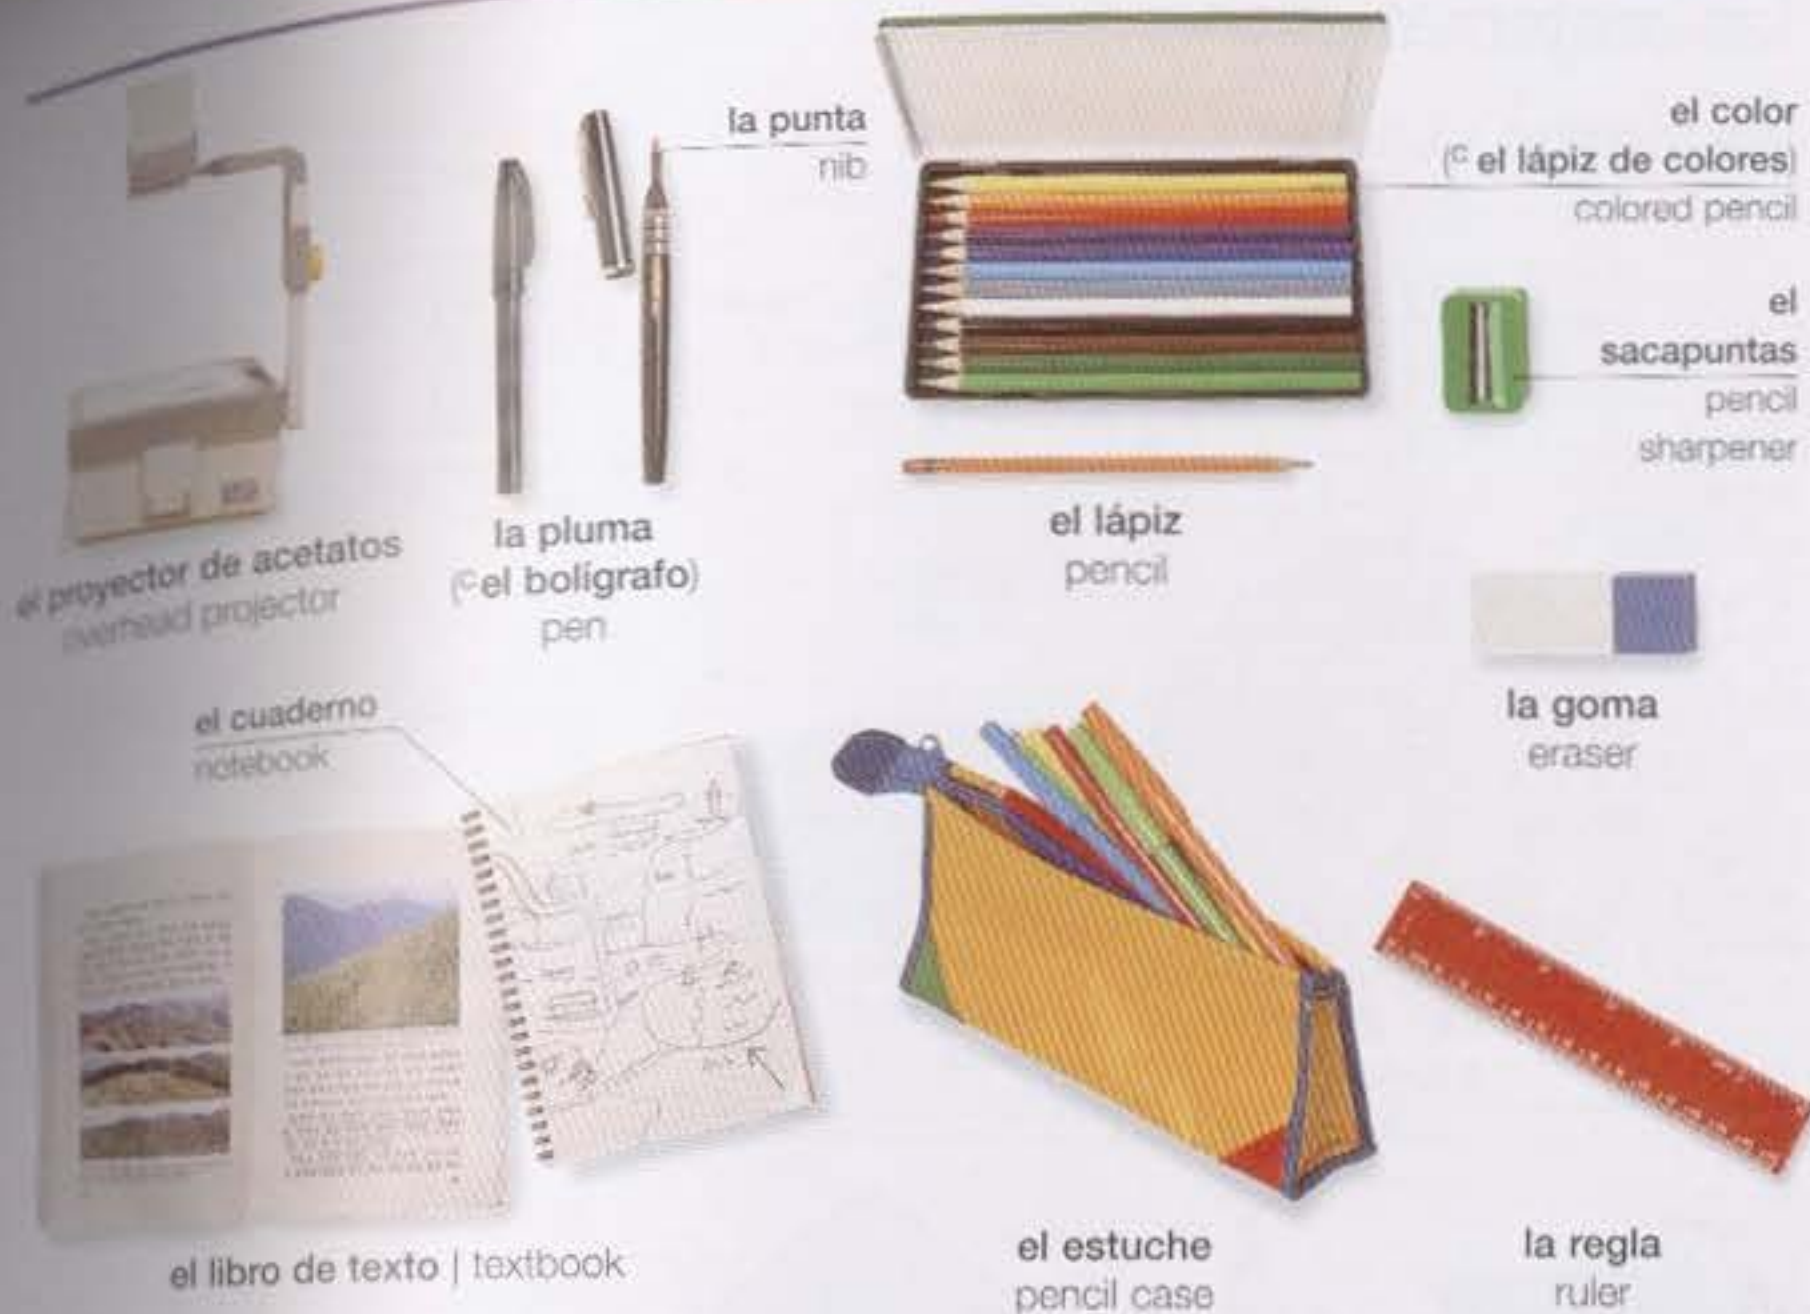 la punta
nib
el color
(ᶜ el lápiz de colores)
colored pencil
el
sacapuntas
pencil
sharpener
el proyector de acetatos
overhead projector
la pluma
(ᶜ el bolígrafo)
pen
el lápiz
pencil
la goma
eraser
el cuaderno
notebook
el libro de texto | textbook
el estuche
pencil case
la regla
ruler